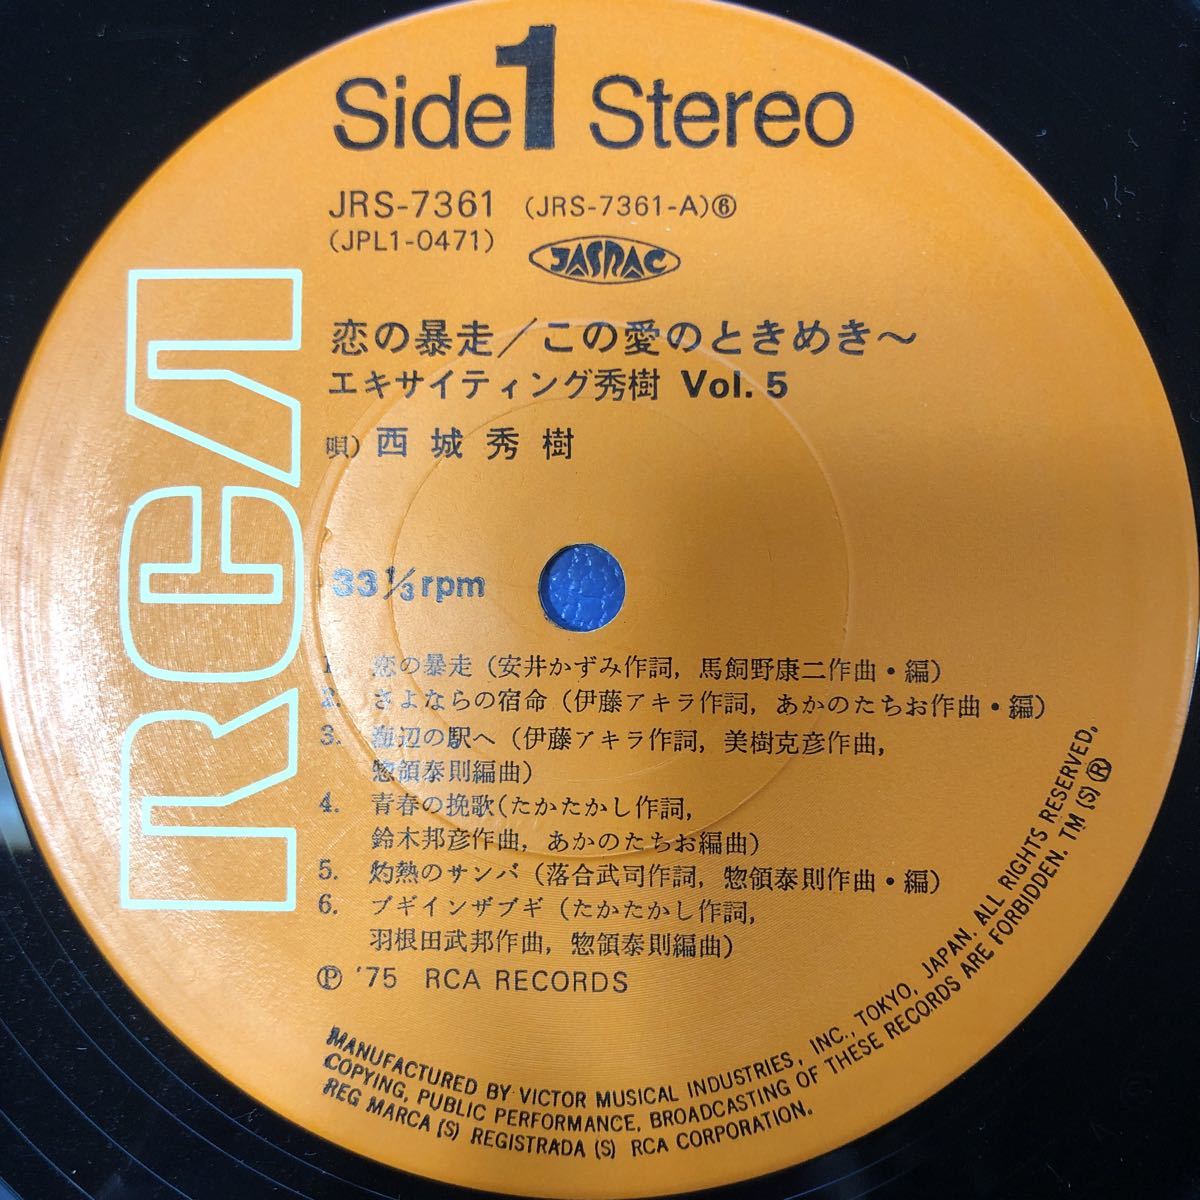 Side 1 Stereo
JRS-7361 (JRS-7361-A)⑥
(JPL1-0471)
JASRAC
恋の暴走/この愛のときめき〜
エキサイティング秀樹 Vol. 5
唄) 西城秀樹
RCA
33 1/3 rpm
1. 恋の暴走 (安井かずみ作詞, 馬飼野康二作曲・編)
2. さよならの宿命 (伊藤アキラ作詞, あかのたちお作曲・編)
3. 海辺の駅へ (伊藤アキラ作詞, 美樹克彦作曲,
惣領泰則編曲)
4. 青春の挽歌(たかたかし作詞,
鈴木邦彦作曲, あかのたちお編曲)
5. 灼熱のサンバ (落合武司作詞, 惣領泰則作曲・編)
6. ブギインザブギ (たかたかし作詞,
羽根田武邦作曲, 惣領泰則編曲)
Ⓟ '75 RCA RECORDS
MANUFACTURED BY VICTOR MUSICAL INDUSTRIES, INC., TOKYO, JAPAN. ALL RIGHTS RESERVED.
COPYING, PUBLIC PERFORMANCE, BROADCASTING OF THESE RECORDS ARE FORBIDDEN. TM (S) ®
REG MARCA (S) REGISTRADA (S) RCA CORPORATION.